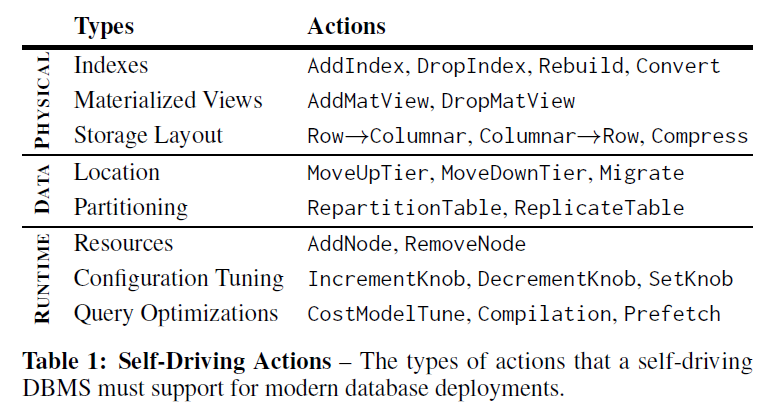 Types Actions
PHYSICAL
Indexes AddIndex, DropIndex, Rebuild, Convert
Materialized Views AddMatView, DropMatView
Storage Layout Row→Columnar, Columnar→Row, Compress
DATA
Location MoveUpTier, MoveDownTier, Migrate
Partitioning RepartitionTable, ReplicateTable
RUNTIME
Resources AddNode, RemoveNode
Configuration Tuning IncrementKnob, DecrementKnob, SetKnob
Query Optimizations CostModelTune, Compilation, Prefetch
Table 1: Self-Driving Actions – The types of actions that a self-driving
DBMS must support for modern database deployments.